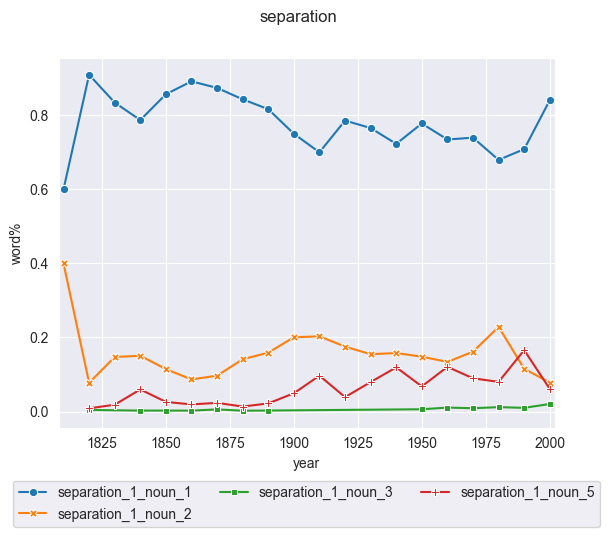 separation
0.8
0.6
0.4
0.2
0.0
word%
1825 1850 1875 1900 1925 1950 1975 2000
year
separation_1_noun_1 separation_1_noun_3 separation_1_noun_5
separation_1_noun_2